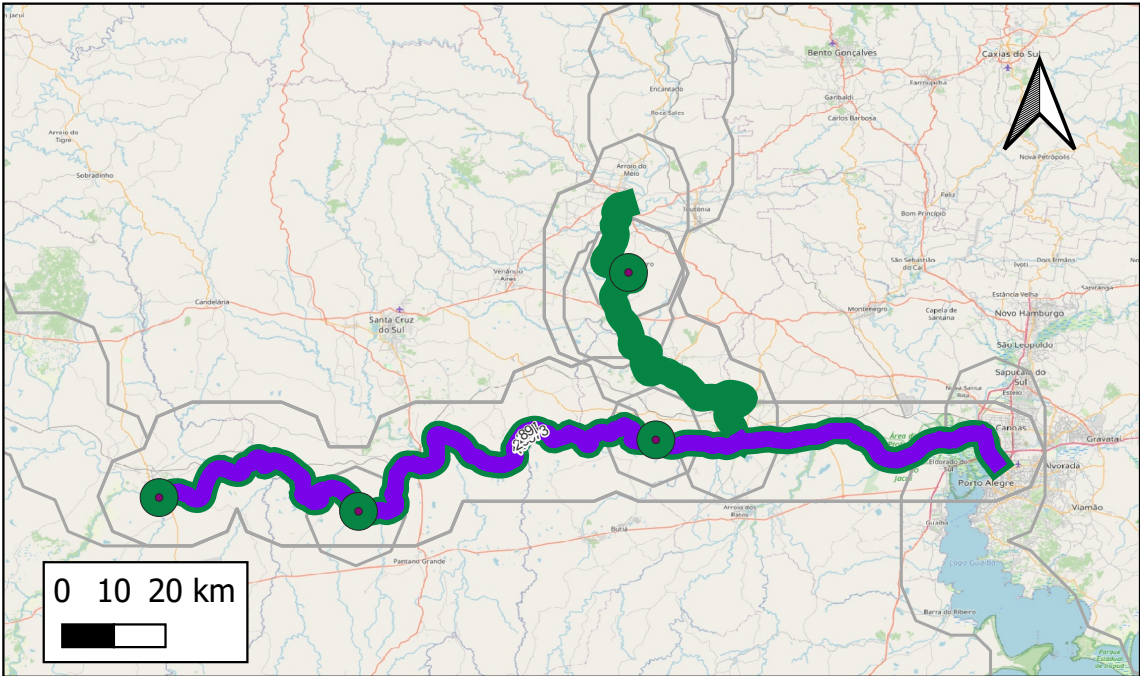 Bento Gonçalves
Caxias do Sul
Farroupilha
Encantado
Garibaldi
Roca Sales
Carlos Barbosa
Arroio do
Tigre
Nova Petrópolis
Arroio do
Meio
Sobradinho
Feliz
Teutônia
Bom Princípio
São Sebastião
do Caí
Ivoti
Dois Irmãos
Venâncio
Aires
Sapiranga
Estância Velha
Candelária
Montenegro
Capela de
Santana
Novo Hamburgo
Santa Cruz
do Sul
São Leopoldo
Sapucaia do
Sul
Nova Santa
Rita
Esteio
Canoas
Gravataí
Eldorado do
Sul
Alvorada
Porto Alegre
Viamão
Arroio dos
Ratos
Butiá
Guaíba
Pantano Grande
Lago Guaíba
Barra do Ribeiro
0 10 20 km